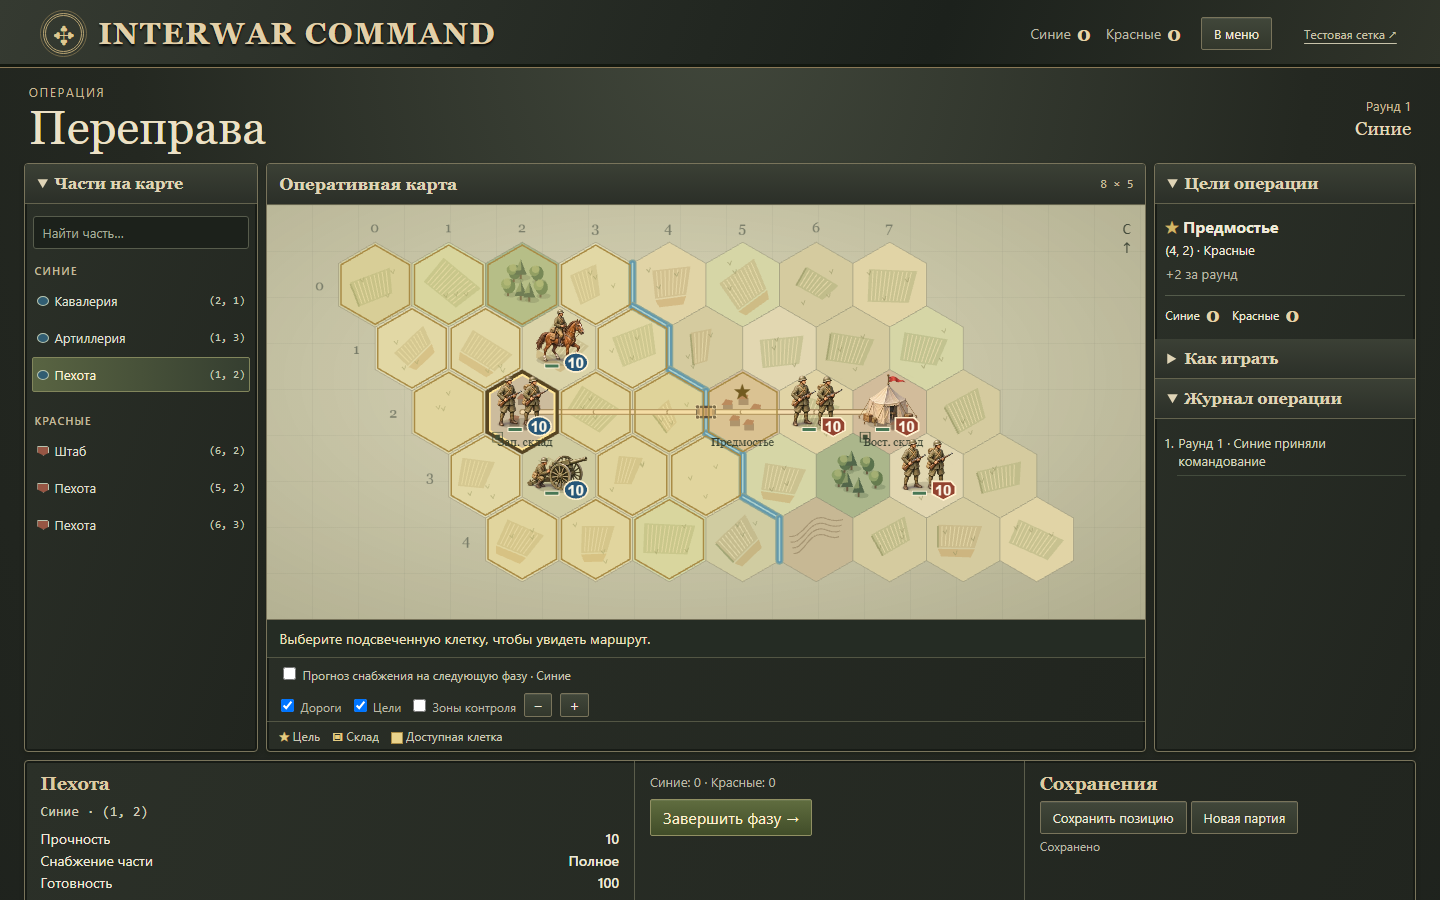 INTERWAR COMMAND
Синие 0 Красные 0 В меню Тестовая сетка ↗
ОПЕРАЦИЯ
Переправа
Раунд 1
Синие
▼ Части на карте
Найти часть...
СИНИЕ
Кавалерия (2, 1)
Артиллерия (1, 3)
Пехота (1, 2)
КРАСНЫЕ
Штаб (6, 2)
Пехота (5, 2)
Пехота (6, 3)
Оперативная карта 8 × 5
0 1 2 3 4 5 6 7
С
↑
0
1
10
2
10 10 10
Зап. склад Предмостье Вост. склад
3
10 10
4
Выберите подсвеченную клетку, чтобы увидеть маршрут.
Прогноз снабжения на следующую фазу · Синие
Дороги Цели Зоны контроля − +
★ Цель Склад Доступная клетка
▼ Цели операции
★ Предмостье
(4, 2) · Красные
+2 за раунд
Синие 0 Красные 0
▶ Как играть
▼ Журнал операции
1. Раунд 1 · Синие приняли
командование
Пехота
Синие · (1, 2)
Прочность 10
Снабжение части Полное
Готовность 100
Синие: 0 · Красные: 0
Завершить фазу →
Сохранения
Сохранить позицию Новая партия
Сохранено